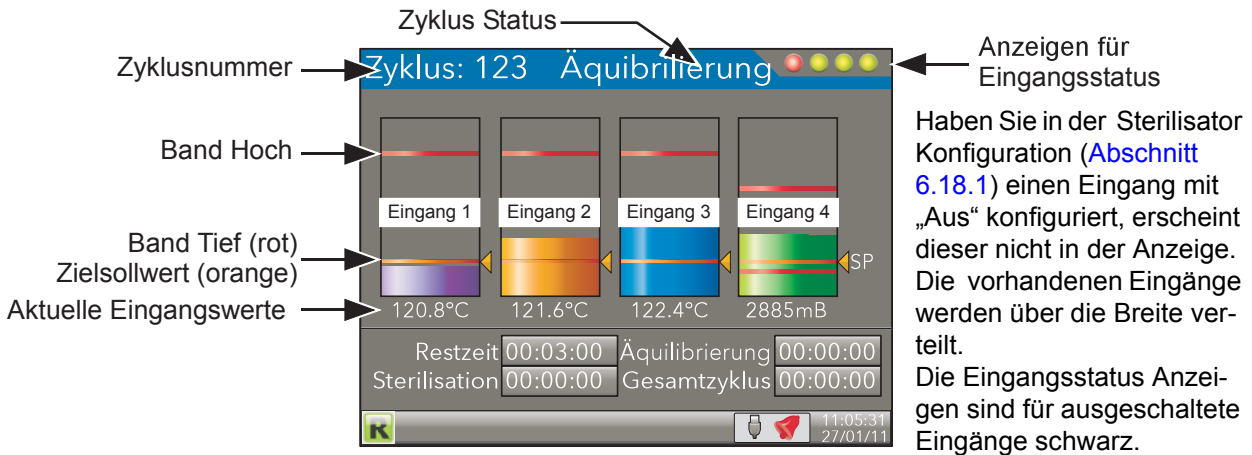 Zyklus Status
Zyklusnummer
Zyklus: 123 Äquibrilierung
Anzeigen für
Eingangsstatus
Band Hoch
Eingang 1 Eingang 2 Eingang 3 Eingang 4
Band Tief (rot)
Zielsollwert (orange)
SP
Aktuelle Eingangswerte
120.8°C 121.6°C 122.4°C 2885mB
Restzeit 00:03:00 Äquilibrierung 00:00:00
Sterilisation 00:00:00 Gesamtzyklus 00:00:00
R
11:05:31
27/01/11
Haben Sie in der Sterilisator
Konfiguration (Abschnitt
6.18.1) einen Eingang mit
„Aus“ konfiguriert, erscheint
dieser nicht in der Anzeige.
Die vorhandenen Eingänge
werden über die Breite ver-
teilt.
Die Eingangsstatus Anzei-
gen sind für ausgeschaltete
Eingänge schwarz.